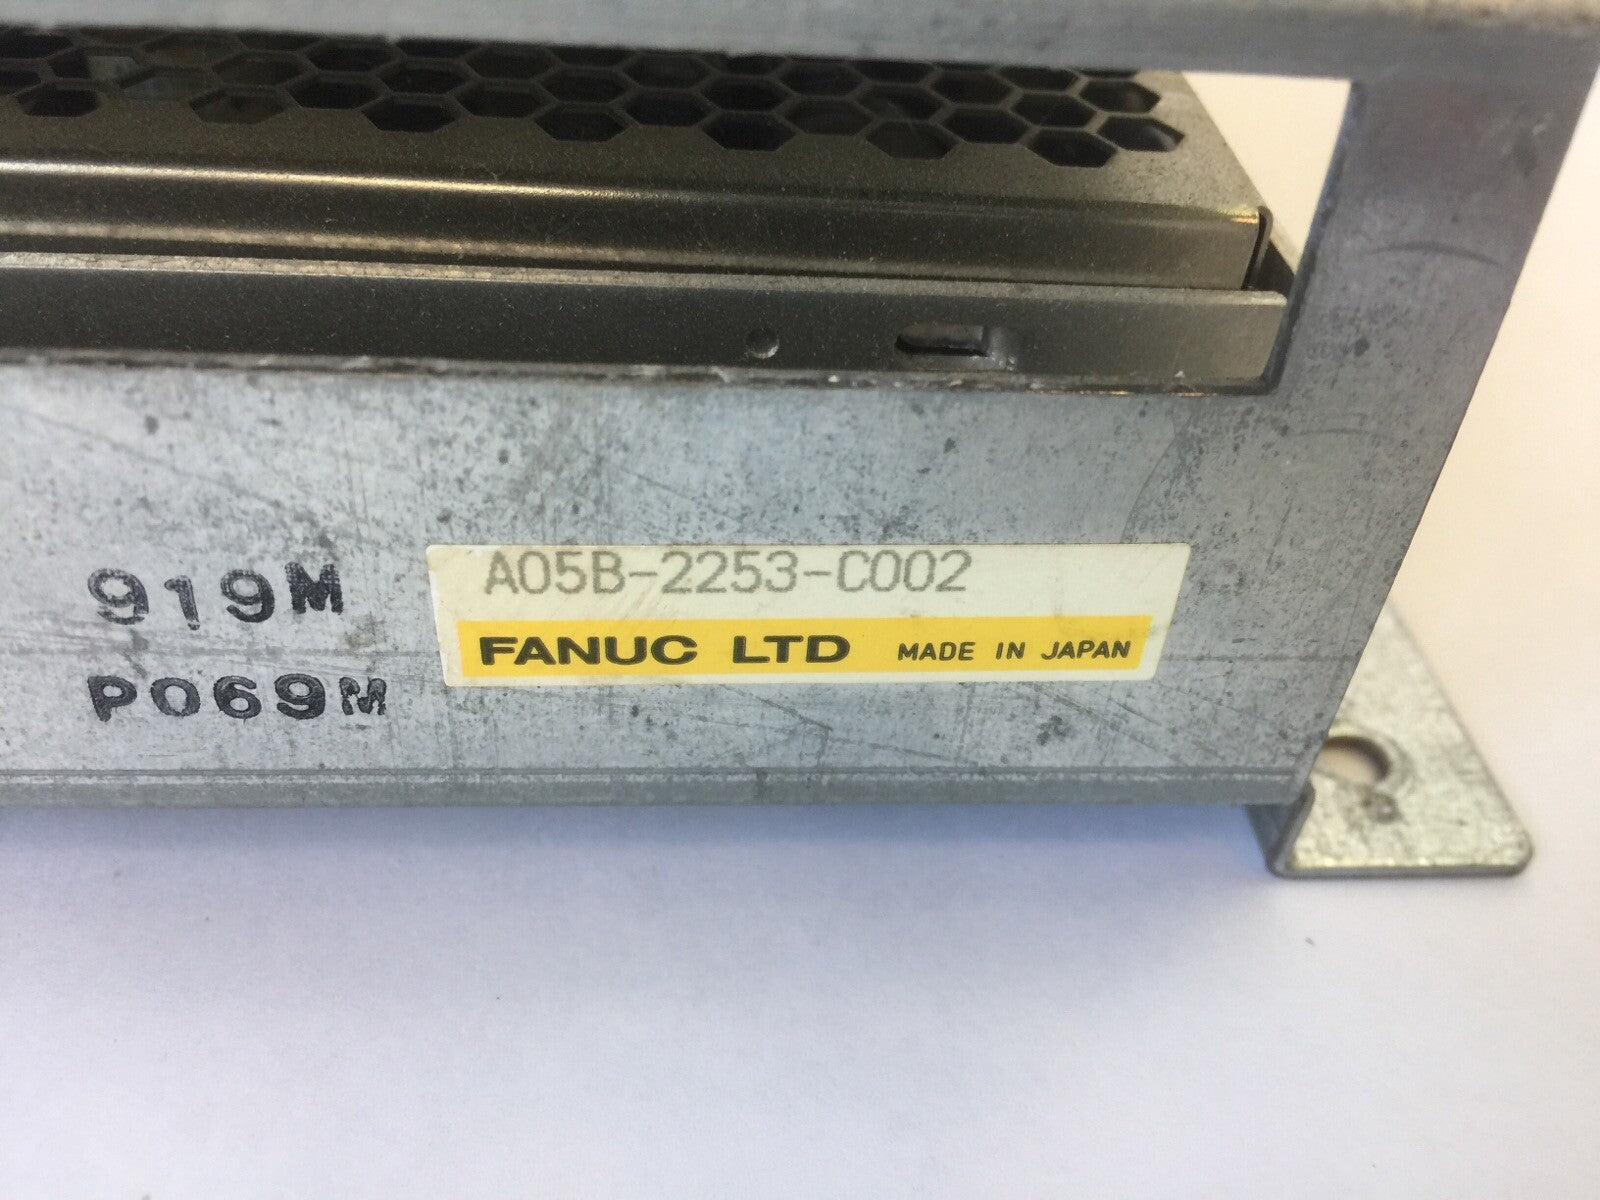 919M
P069M
A05B-2253-C002
FANUC LTD MADE IN JAPAN